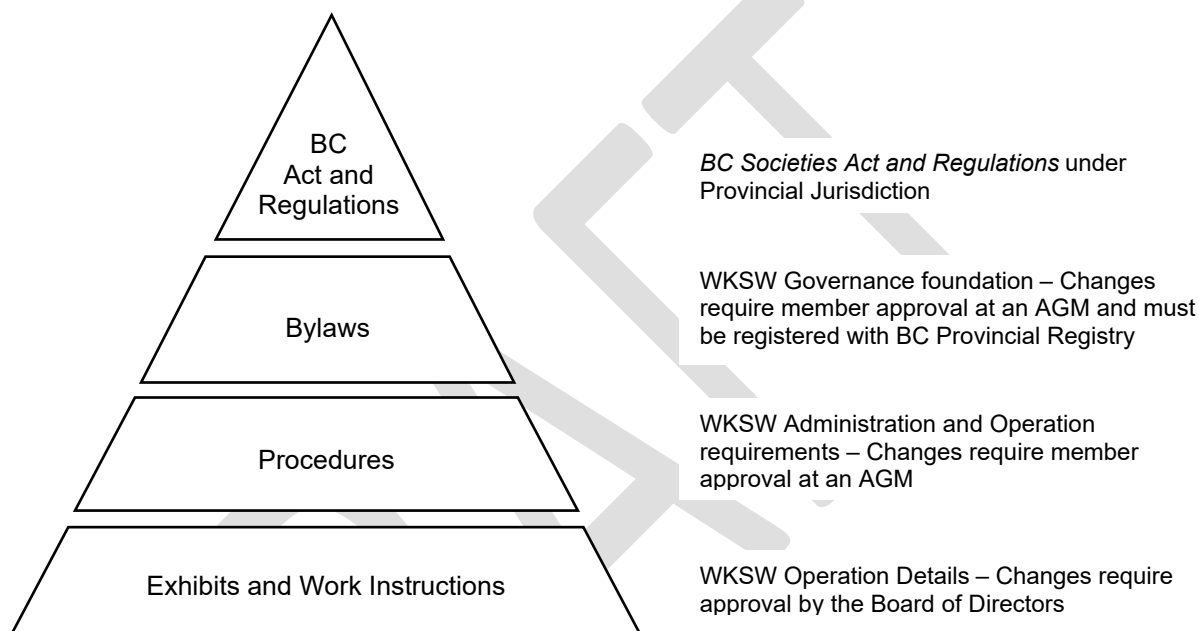 BC
Act and
Regulations
BC Societies Act and Regulations under
Provincial Jurisdiction
Bylaws
WKSW Governance foundation – Changes
require member approval at an AGM and must
be registered with BC Provincial Registry
Procedures
WKSW Administration and Operation
requirements – Changes require member
approval at an AGM
Exhibits and Work Instructions
WKSW Operation Details – Changes require
approval by the Board of Directors